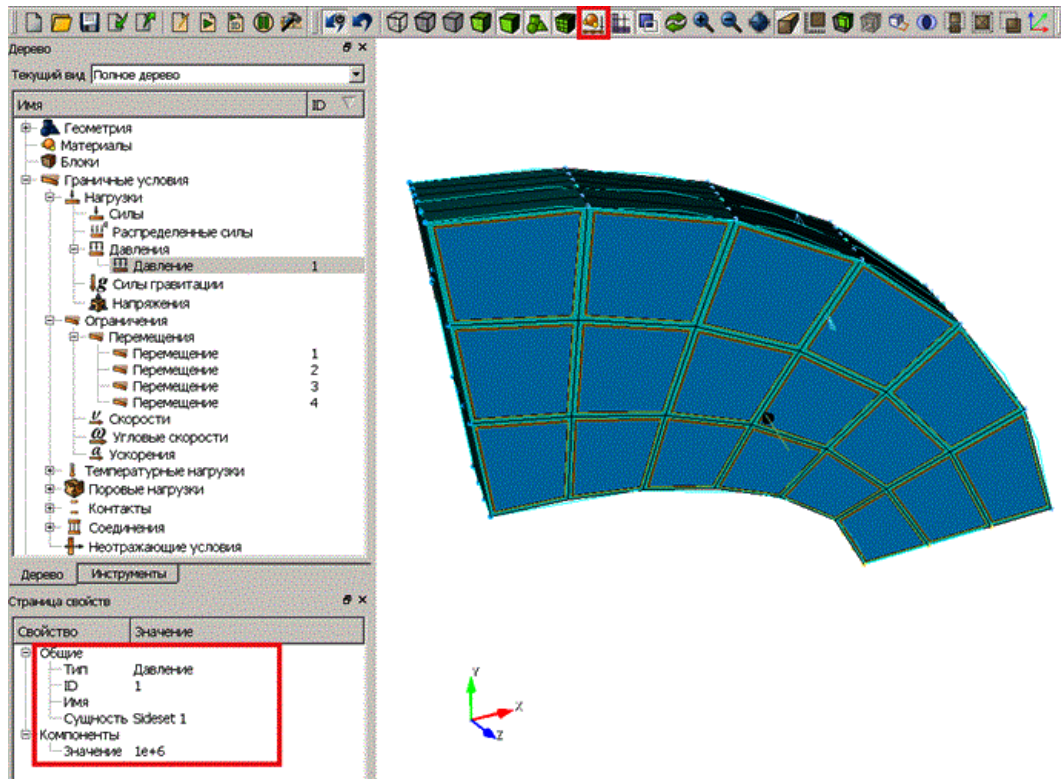 Дерево
Текущий вид Полное дерево
Имя ID
Геометрия
Материалы
Блоки
Граничные условия
Нагрузки
Силы
Распределенные силы
Давления
Давление 1
Силы гравитации
Напряжения
Ограничения
Перемещения
Перемещение 1
Перемещение 2
Перемещение 3
Перемещение 4
Скорости
Угловые скорости
Ускорения
Температурные нагрузки
Поровые нагрузки
Контакты
Соединения
Неотражающие условия
Дерево Инструменты
Страница свойств
Свойство Значение
Общие
Тип Давление
ID 1
Имя
Сущность Sideset 1
Компоненты
Значение 1e+6
Y
X
Z